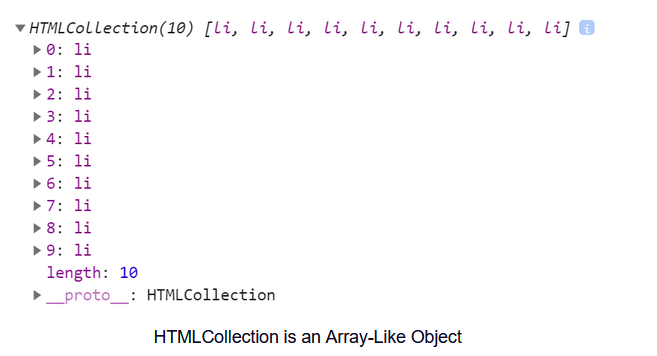 ▼HTMLCollection(10) [li, li, li, li, li, li, li, li, li, li] i
▶0: li
▶1: li
▶2: li
▶3: li
▶4: li
▶5: li
▶6: li
▶7: li
▶8: li
▶9: li
length: 10
▶__proto__: HTMLCollection
HTMLCollection is an Array-Like Object